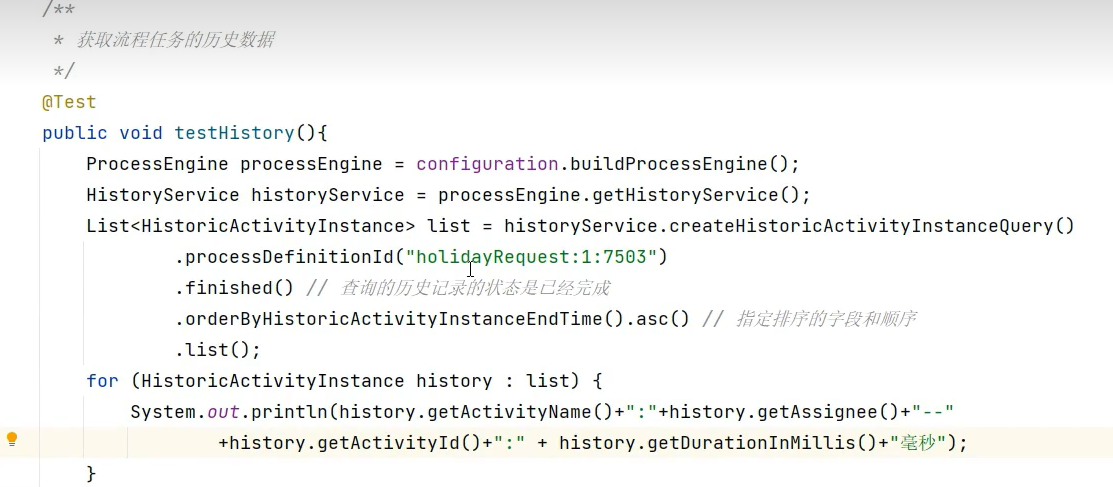 /**
 * 获取流程任务的历史数据
 */
@Test
public void testHistory(){
    ProcessEngine processEngine = configuration.buildProcessEngine();
    HistoryService historyService = processEngine.getHistoryService();
    List<HistoricActivityInstance> list = historyService.createHistoricActivityInstanceQuery()
            .processDefinitionId("holidayRequest:1:7503")
            .finished() // 查询的历史记录的状态是已经完成
            .orderByHistoricActivityInstanceEndTime().asc() // 指定排序的字段和顺序
            .list();
    for (HistoricActivityInstance history : list) {
        System.out.println(history.getActivityName()+":"+history.getAssignee()+"--"
                +history.getActivityId()+":" + history.getDurationInMillis()+"毫秒");
    }